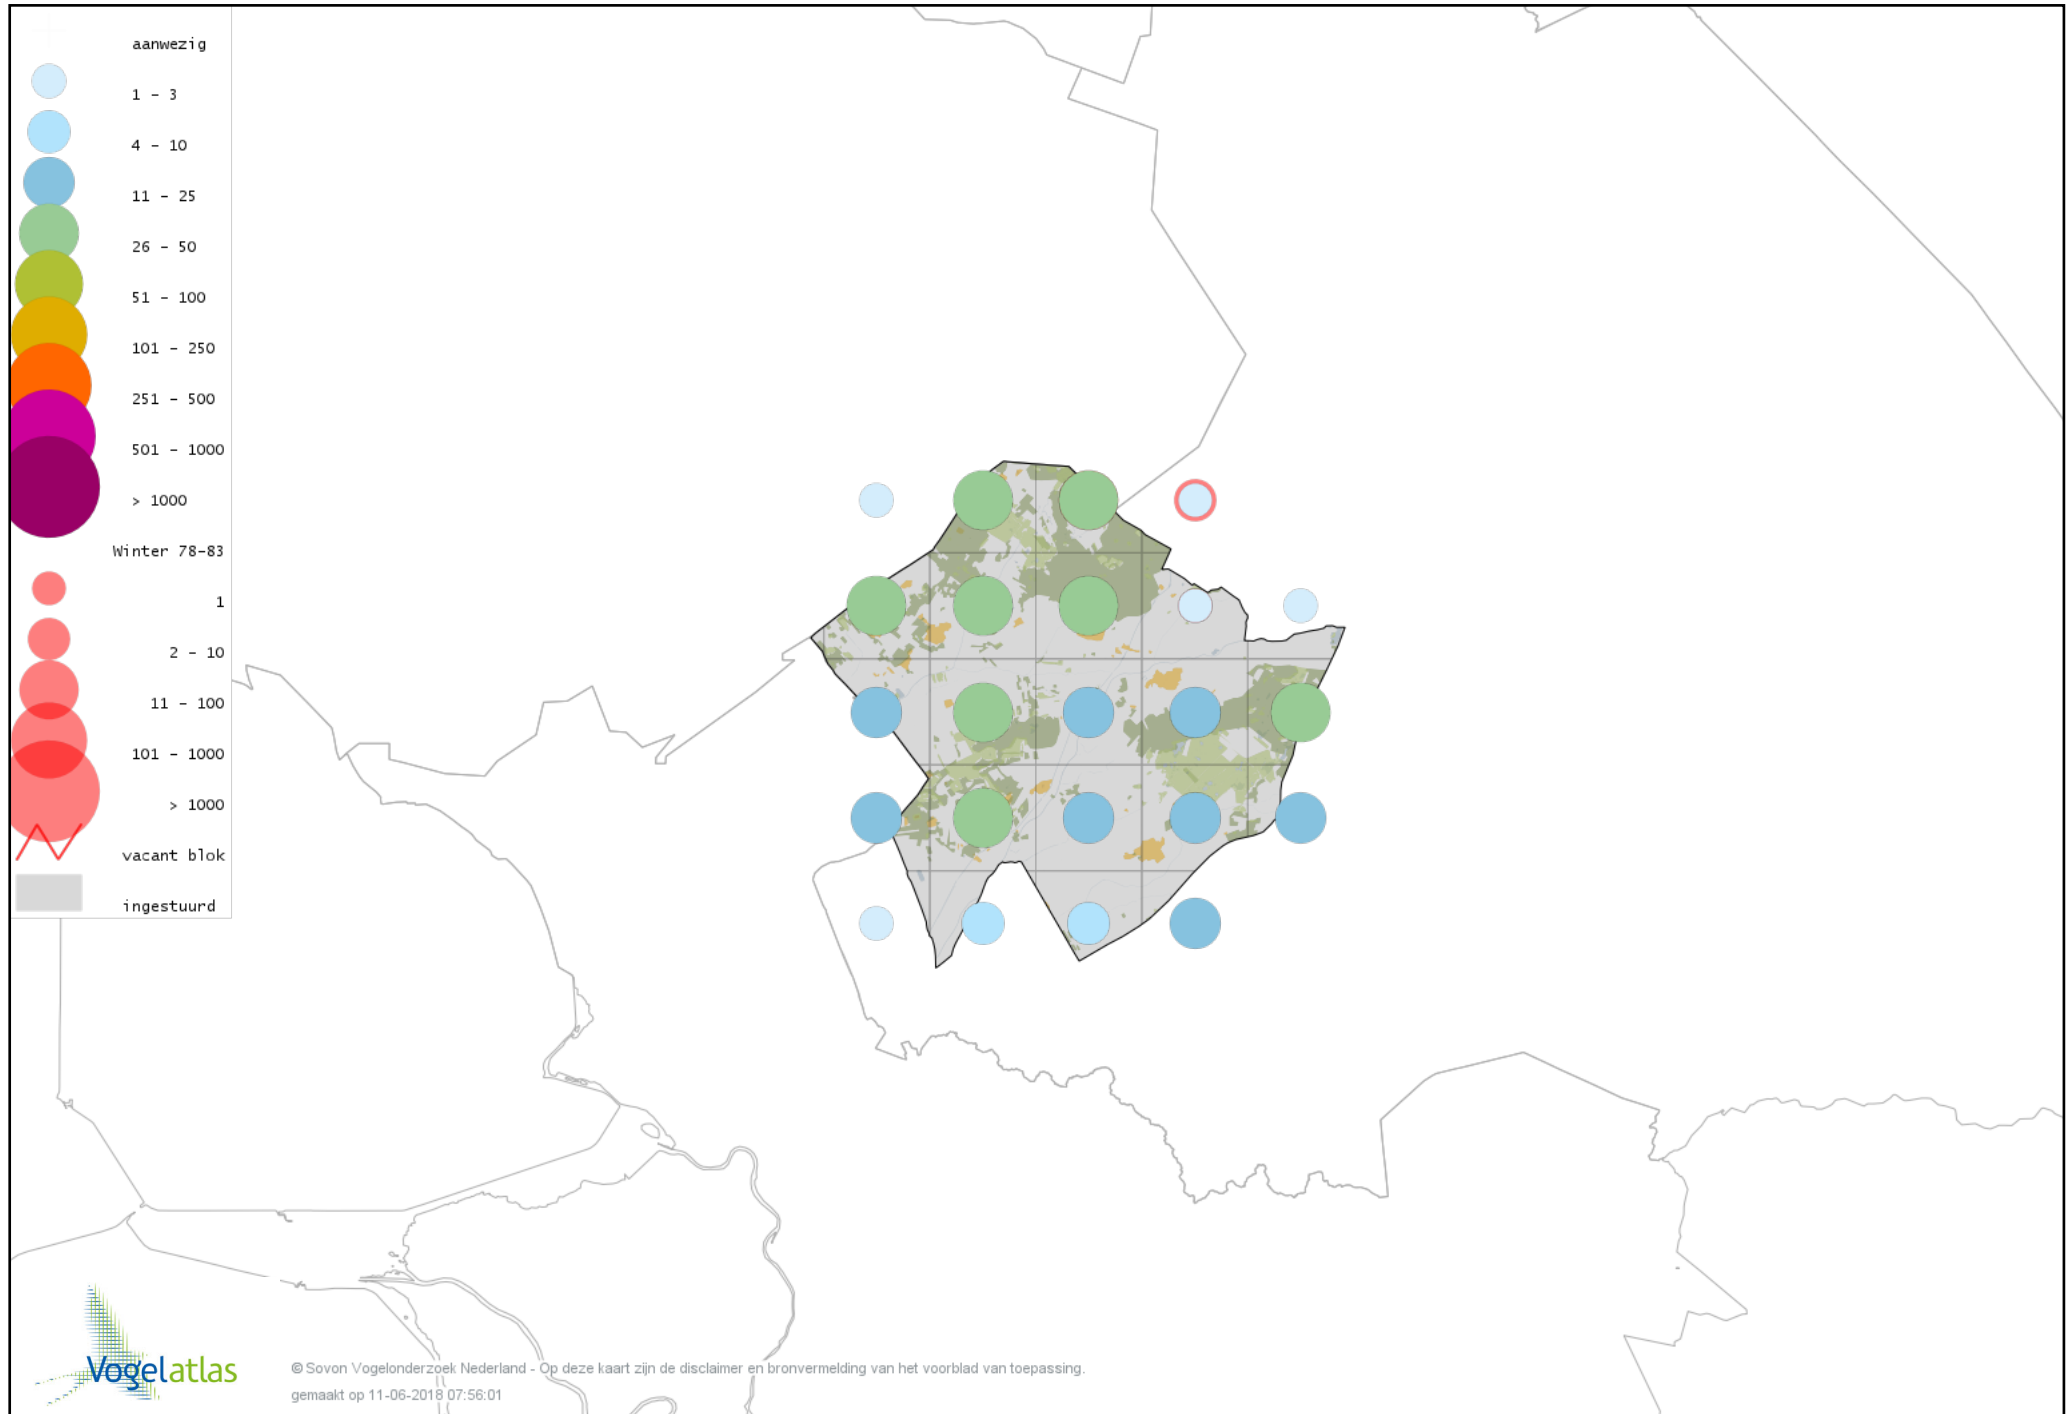 aanwezig
1 - 3
4 - 10
11 - 25
26 - 50
51 - 100
101 - 250
251 - 500
501 - 1000
> 1000
Winter 78-83
1
2 - 10
11 - 100
101 - 1000
> 1000
vacant blok
ingestuurd
Vogelatlas
© Sovon Vogelonderzoek Nederland - Op deze kaart zijn de disclaimer en bronvermelding van het voorblad van toepassing.
gemaakt op 11-06-2018 07:56:01